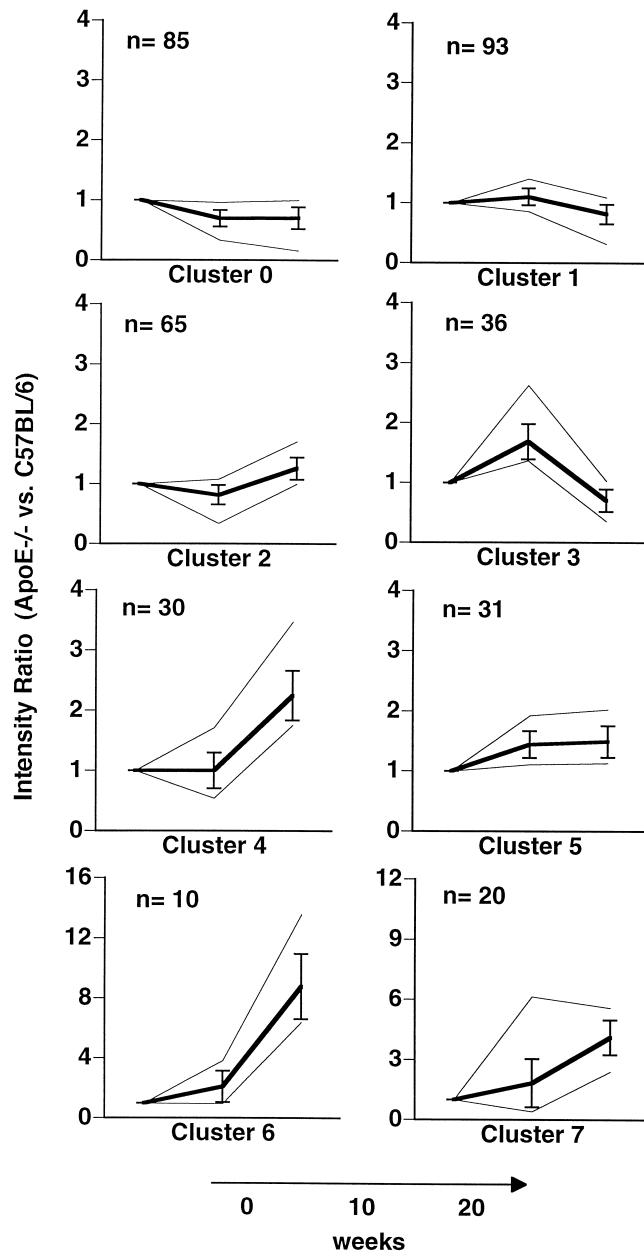 Intensity Ratio (ApoE-/- vs. C57BL/6)
4
3
2
1
0
n= 85
Cluster 0
4
3
2
1
0
n= 93
Cluster 1
4
3
2
1
0
n= 65
Cluster 2
4
3
2
1
0
n= 36
Cluster 3
4
3
2
1
0
n= 30
Cluster 4
4
3
2
1
0
n= 31
Cluster 5
16
12
8
4
0
n= 10
Cluster 6
12
9
6
3
0
n= 20
Cluster 7
0 10 20
weeks